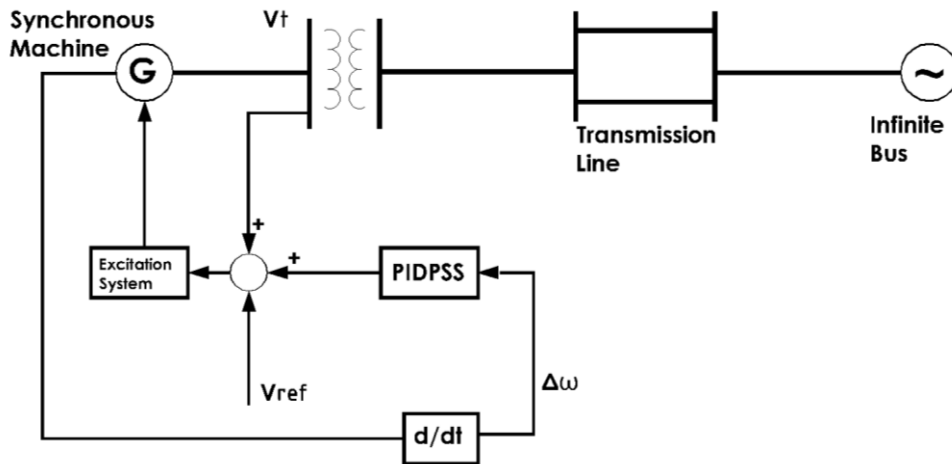 Synchronous
Machine
Vt
G
~
Transmission
Line
Infinite
Bus
+
+
Excitation
System
PIDPSS
Vref
Δω
d/dt